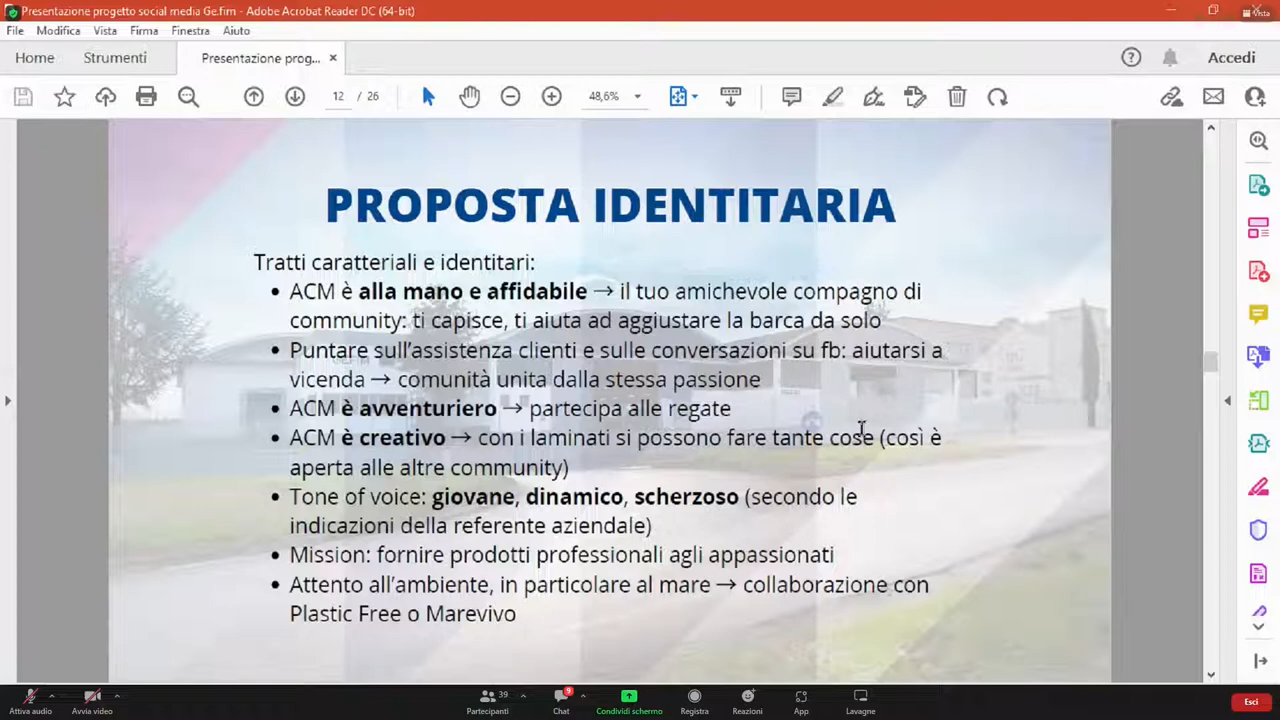 Presentazione progetto social media Ge.fim - Adobe Acrobat Reader DC (64-bit)
Vista
File Modifica Vista Firma Finestra Aiuto
Home Strumenti Presentazione prog... × Accedi
12 / 26 48,6%
PROPOSTA IDENTITARIA
Tratti caratteriali e identitari:
• ACM è alla mano e affidabile → il tuo amichevole compagno di
community: ti capisce, ti aiuta ad aggiustare la barca da solo
• Puntare sull'assistenza clienti e sulle conversazioni su fb: aiutarsi a
vicenda → comunità unita dalla stessa passione
• ACM è avventuriero → partecipa alle regate
• ACM è creativo → con i laminati si possono fare tante cose (così è
aperta alle altre community)
• Tone of voice: giovane, dinamico, scherzoso (secondo le
indicazioni della referente aziendale)
• Mission: fornire prodotti professionali agli appassionati
• Attento all'ambiente, in particolare al mare → collaborazione con
Plastic Free o Marevivo
39 9
Attiva audio Avvia video Partecipanti Chat Condividi schermo Registra Reazioni App Lavagne Esci